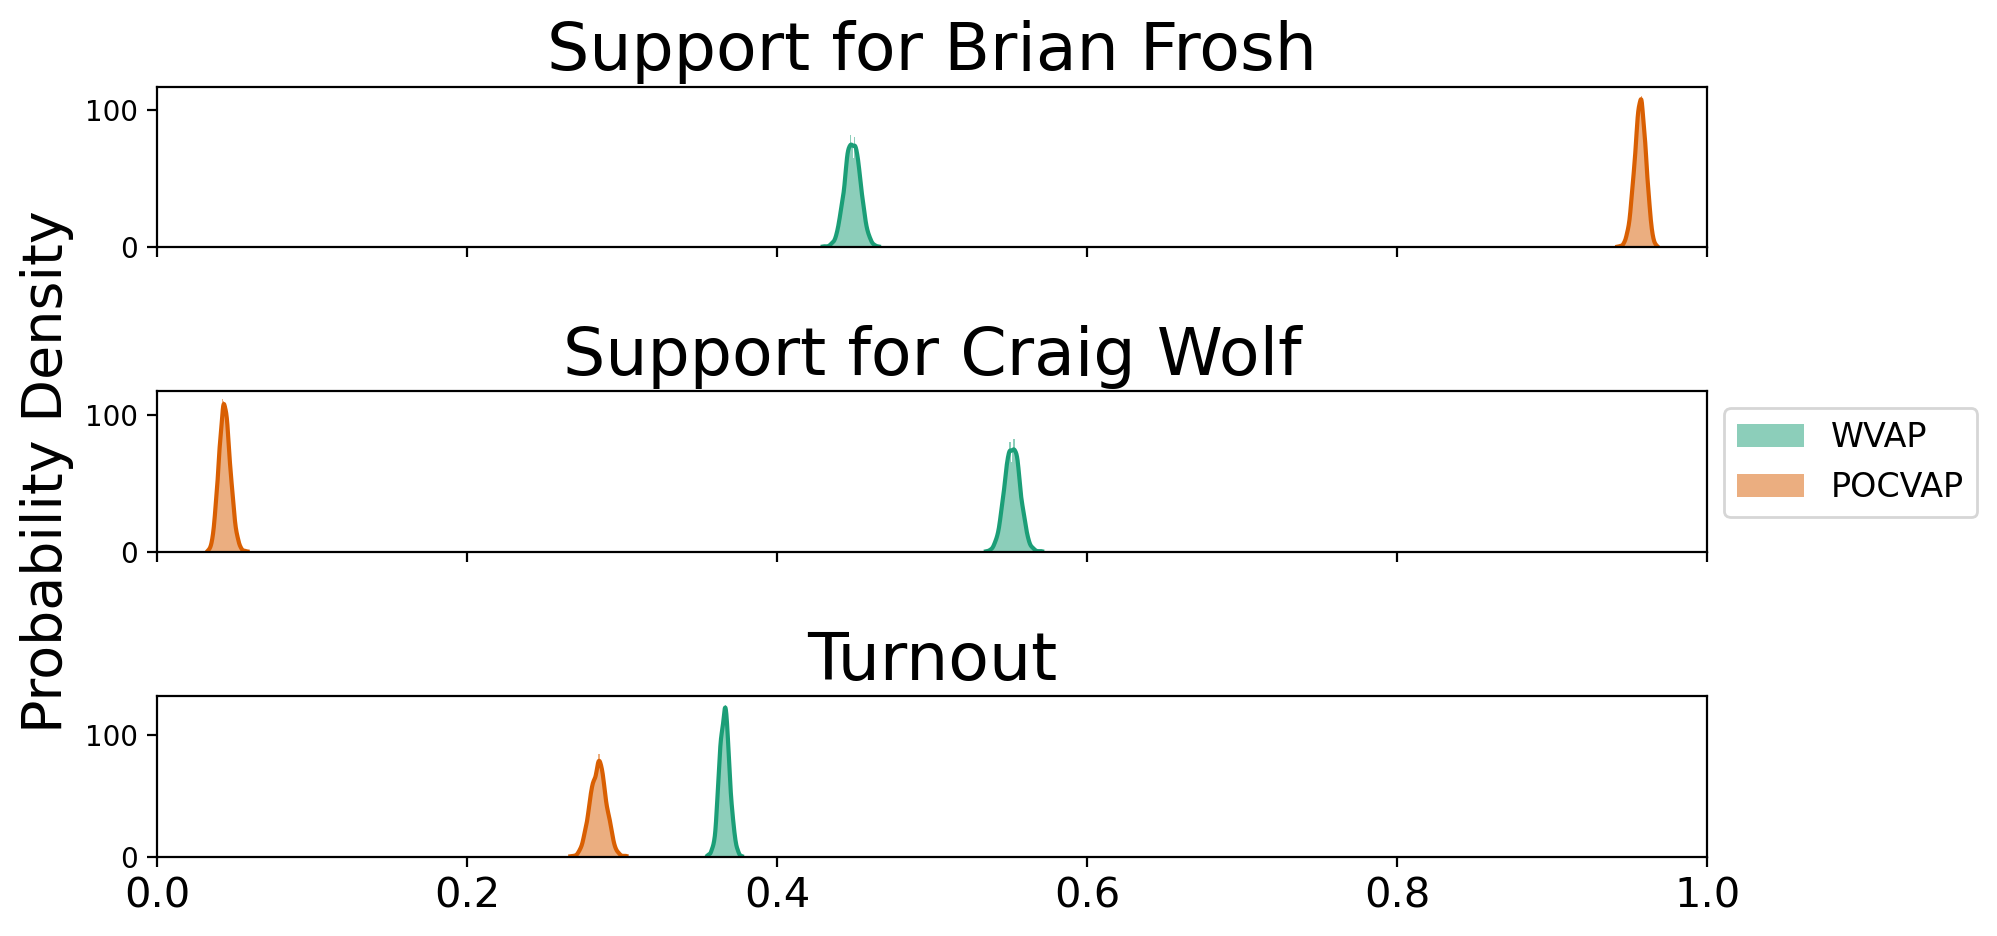 Support for Brian Frosh
100
0
Support for Craig Wolf
100
0
WVAP
POCVAP
Turnout
100
0
0.0 0.2 0.4 0.6 0.8 1.0
Probability Density